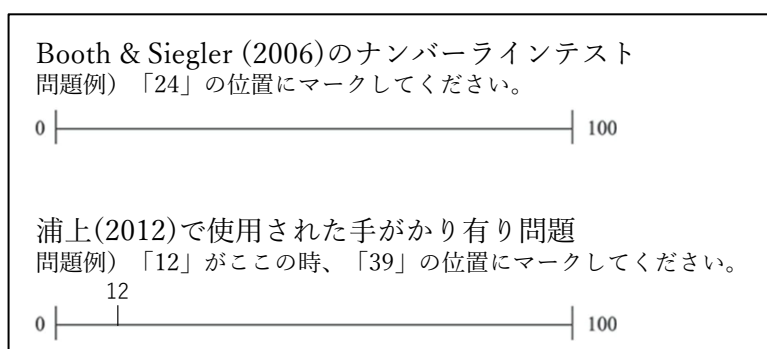 Booth & Siegler (2006)のナンバーラインテスト
問題例）「24」の位置にマークしてください。
0 100
浦上(2012)で使用された手がかり有り問題
問題例）「12」がここの時、「39」の位置にマークしてください。
12
0 100